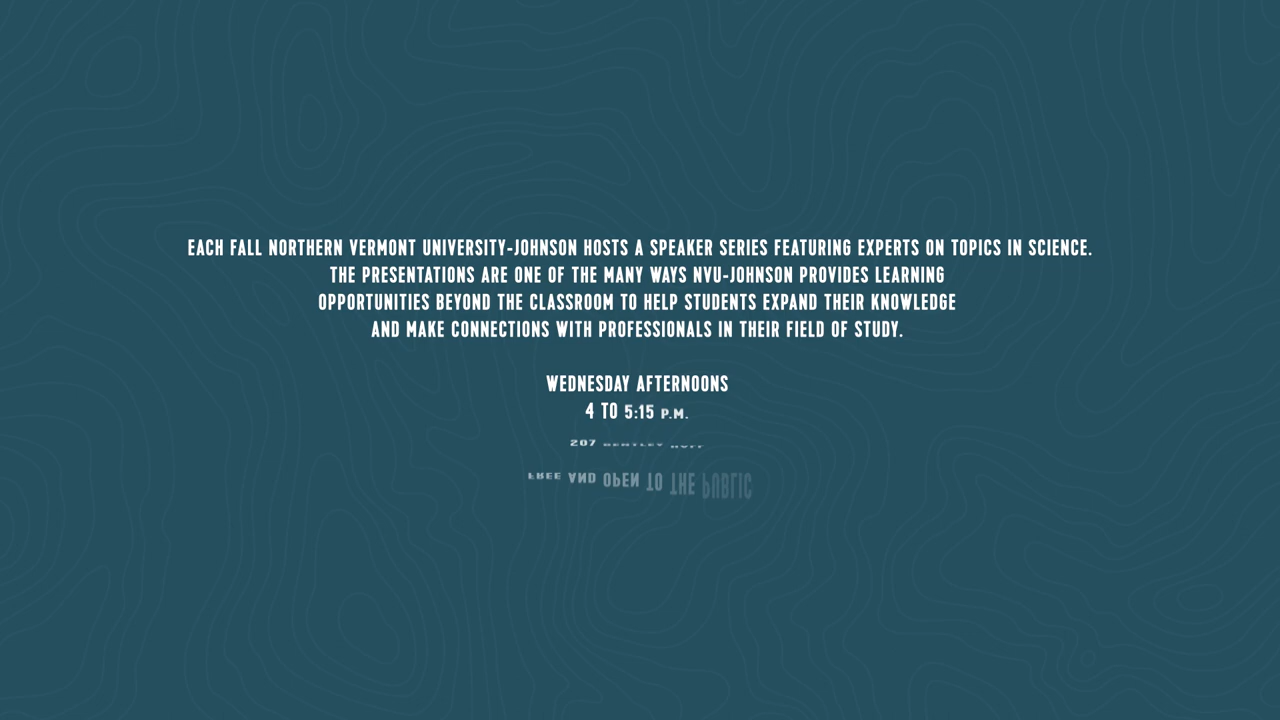 EACH FALL NORTHERN VERMONT UNIVERSITY-JOHNSON HOSTS A SPEAKER SERIES FEATURING EXPERTS ON TOPICS IN SCIENCE.
THE PRESENTATIONS ARE ONE OF THE MANY WAYS NVU-JOHNSON PROVIDES LEARNING
OPPORTUNITIES BEYOND THE CLASSROOM TO HELP STUDENTS EXPAND THEIR KNOWLEDGE
AND MAKE CONNECTIONS WITH PROFESSIONALS IN THEIR FIELD OF STUDY.
WEDNESDAY AFTERNOONS
4 TO 5:15 P.M.
207
FREE AND OPEN TO THE PUBLIC